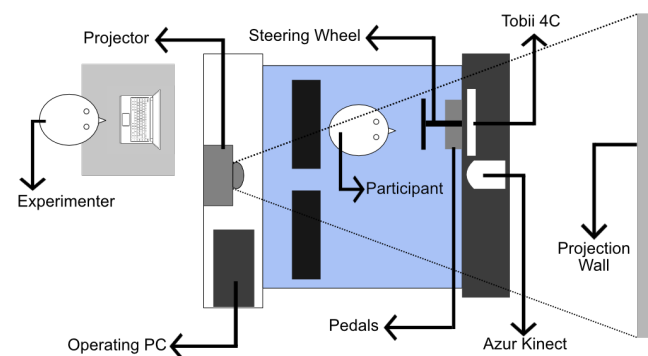 Tobii 4C
Steering Wheel
Projector
Participant
Experimenter
Projection
Wall
Pedals
Azur Kinect
Operating PC